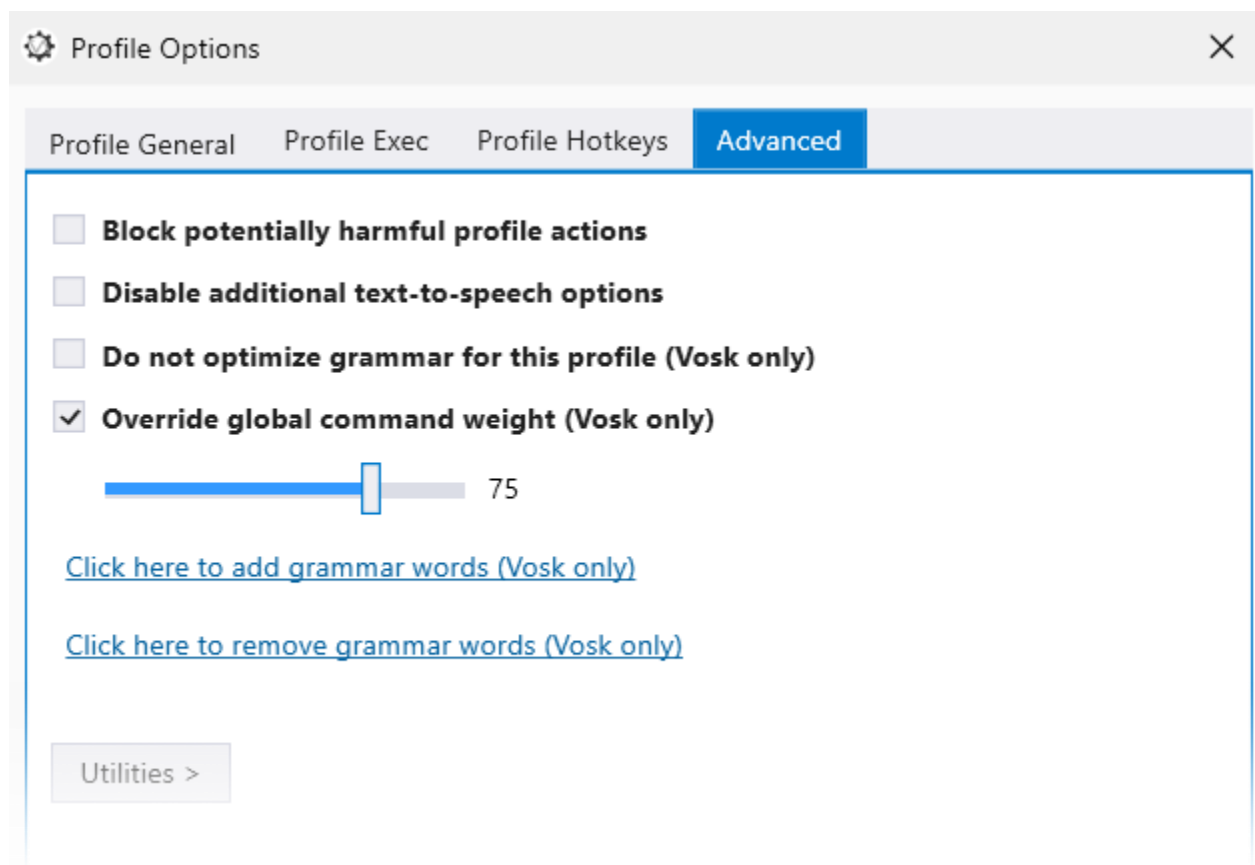 Profile Options
Profile General Profile Exec Profile Hotkeys Advanced
Block potentially harmful profile actions
Disable additional text-to-speech options
Do not optimize grammar for this profile (Vosk only)
Override global command weight (Vosk only)
75
Click here to add grammar words (Vosk only)
Click here to remove grammar words (Vosk only)
Utilities >